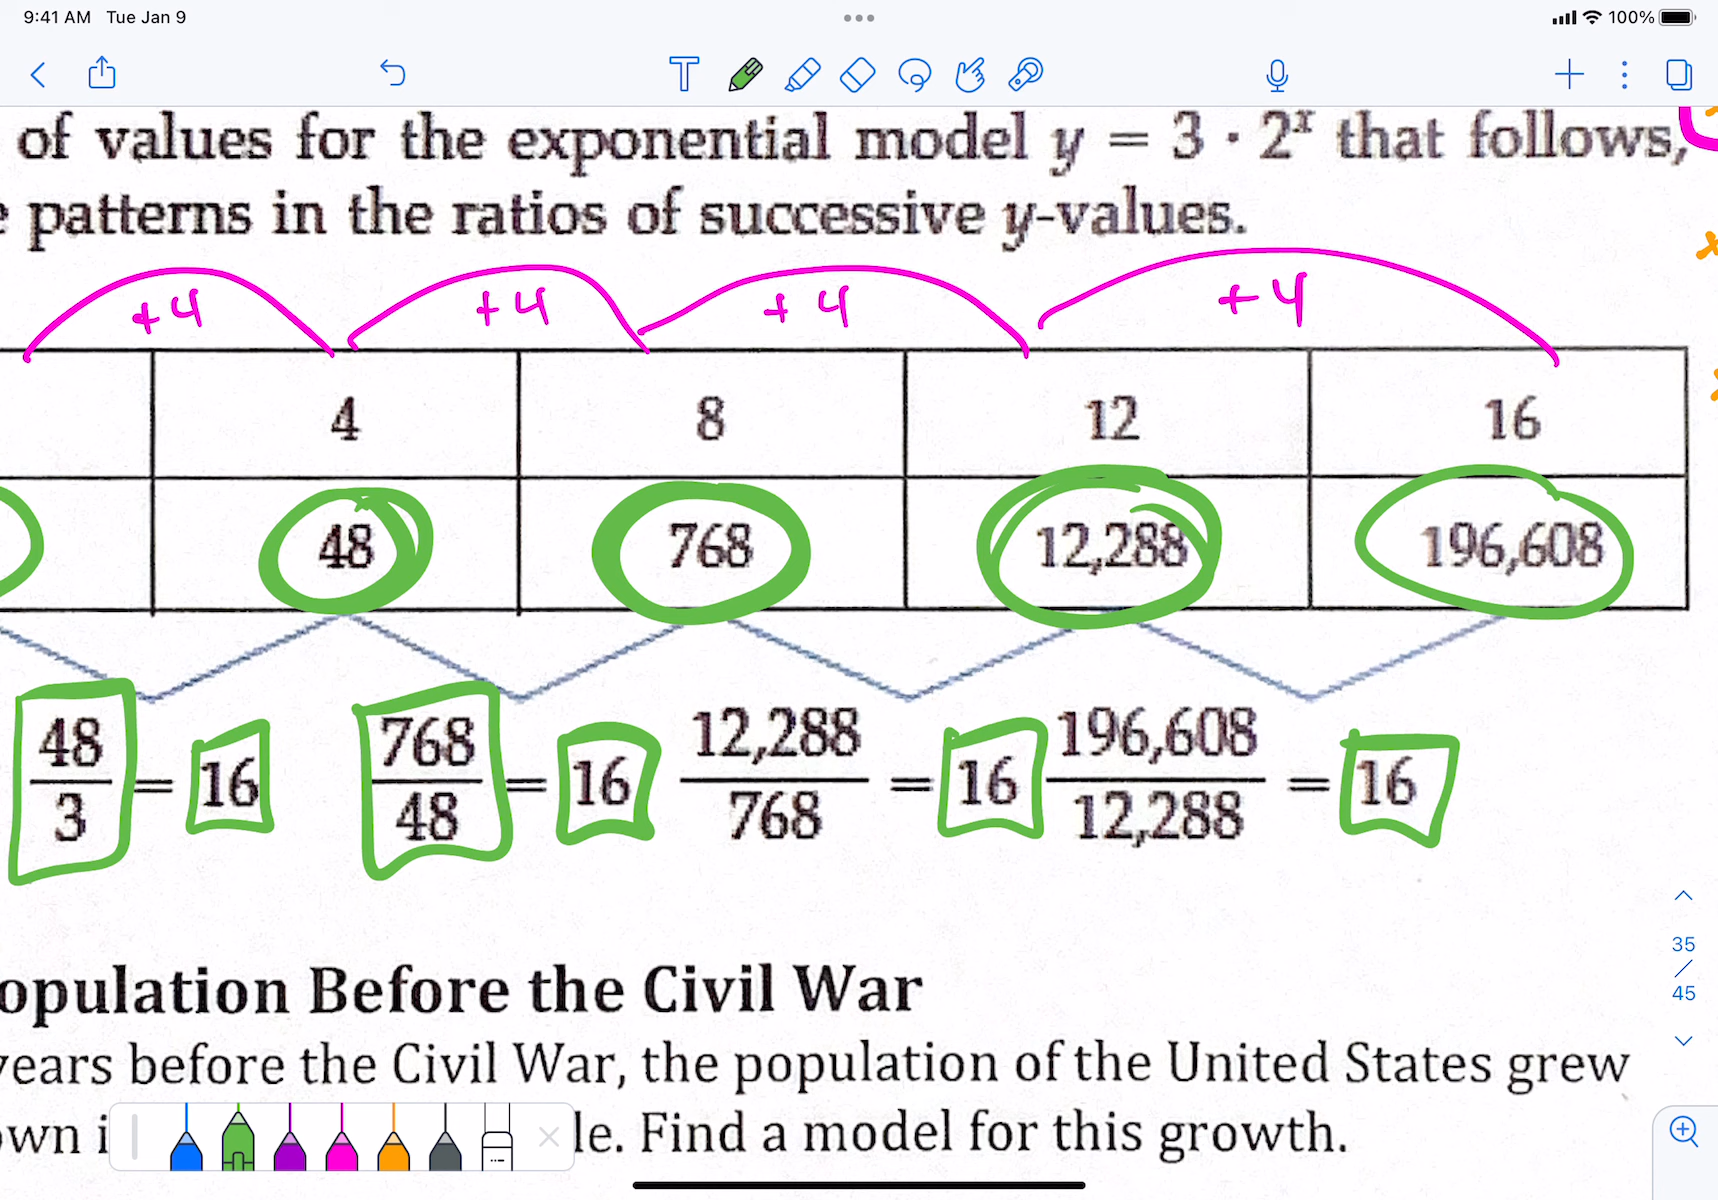 9:41 AM Tue Jan 9
100%
of values for the exponential model y = 3 · 2ˣ that follows,
patterns in the ratios of successive y-values.
+4 +4 +4 +4
4 8 12 16
48 768 12,288 196,608
48/3 = 16 768/48 = 16 12,288/768 = 16 196,608/12,288 = 16
35
/
45
opulation Before the Civil War
years before the Civil War, the population of the United States grew
own i le. Find a model for this growth.